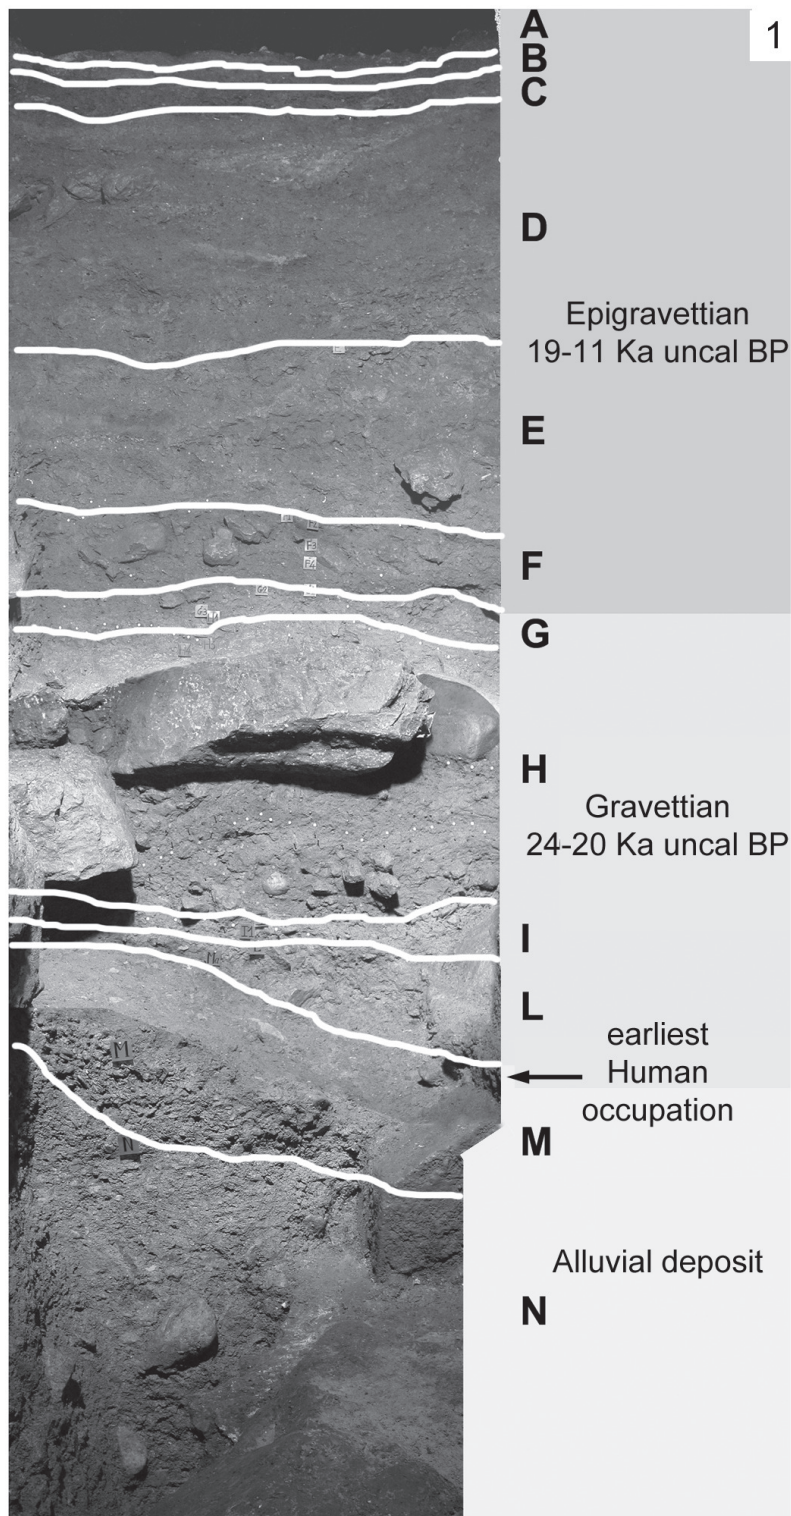 1
A
B
C
D
Epigravettian
19-11 Ka uncal BP
E
F
G
H
Gravettian
24-20 Ka uncal BP
I
L
earliest
Human
occupation
M
Alluvial deposit
N
M